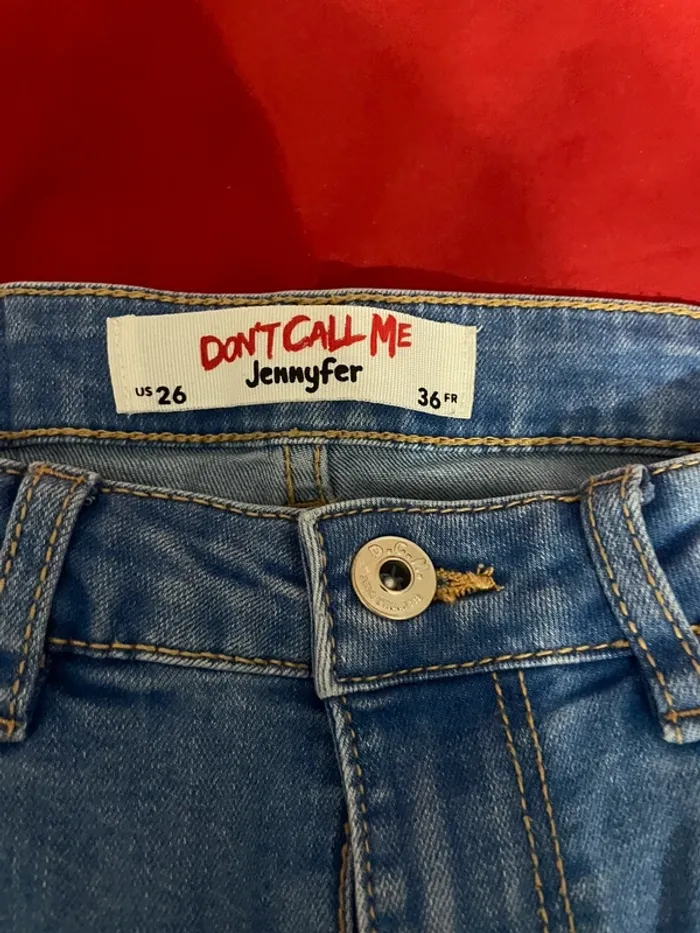 DON'T CALL ME
Jennyfer
US 26
36 FR
D.C.M